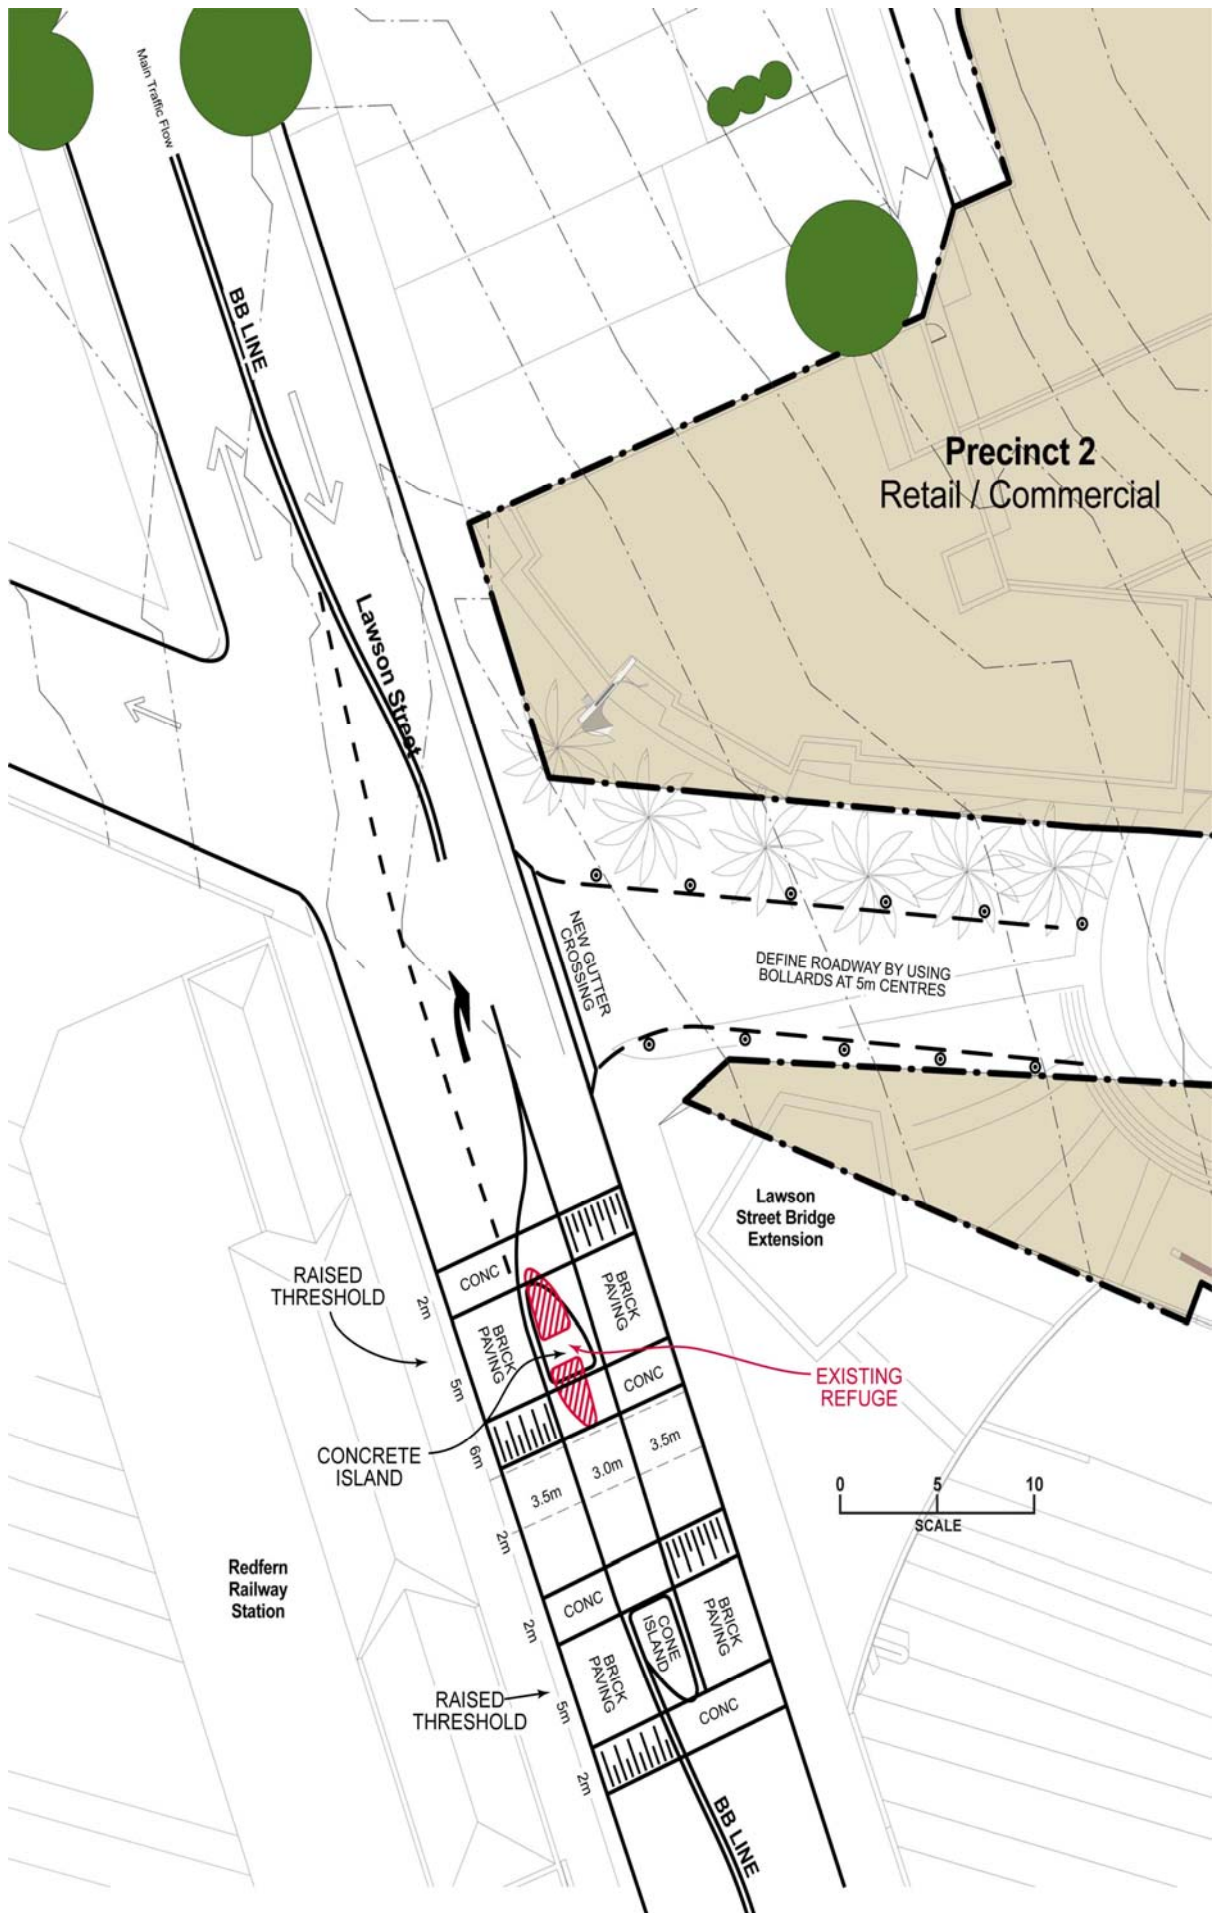 Main Traffic Flow
BB LINE
Precinct 2
Retail / Commercial
Lawson Street
NEW GUTTER
CROSSING
DEFINE ROADWAY BY USING
BOLLARDS AT 5m CENTRES
Lawson
Street Bridge
Extension
RAISED
THRESHOLD
2m
CONC
BRICK
PAVING
BRICK
PAVING
5m
CONC
EXISTING
REFUGE
CONCRETE
ISLAND
6m
3.5m
3.0m
3.5m
0
5
10
SCALE
2m
Redfern
Railway
Station
CONC
2m
CONE
ISLAND
BRICK
PAVING
BRICK
PAVING
RAISED
THRESHOLD
5m
CONC
2m
BB LINE